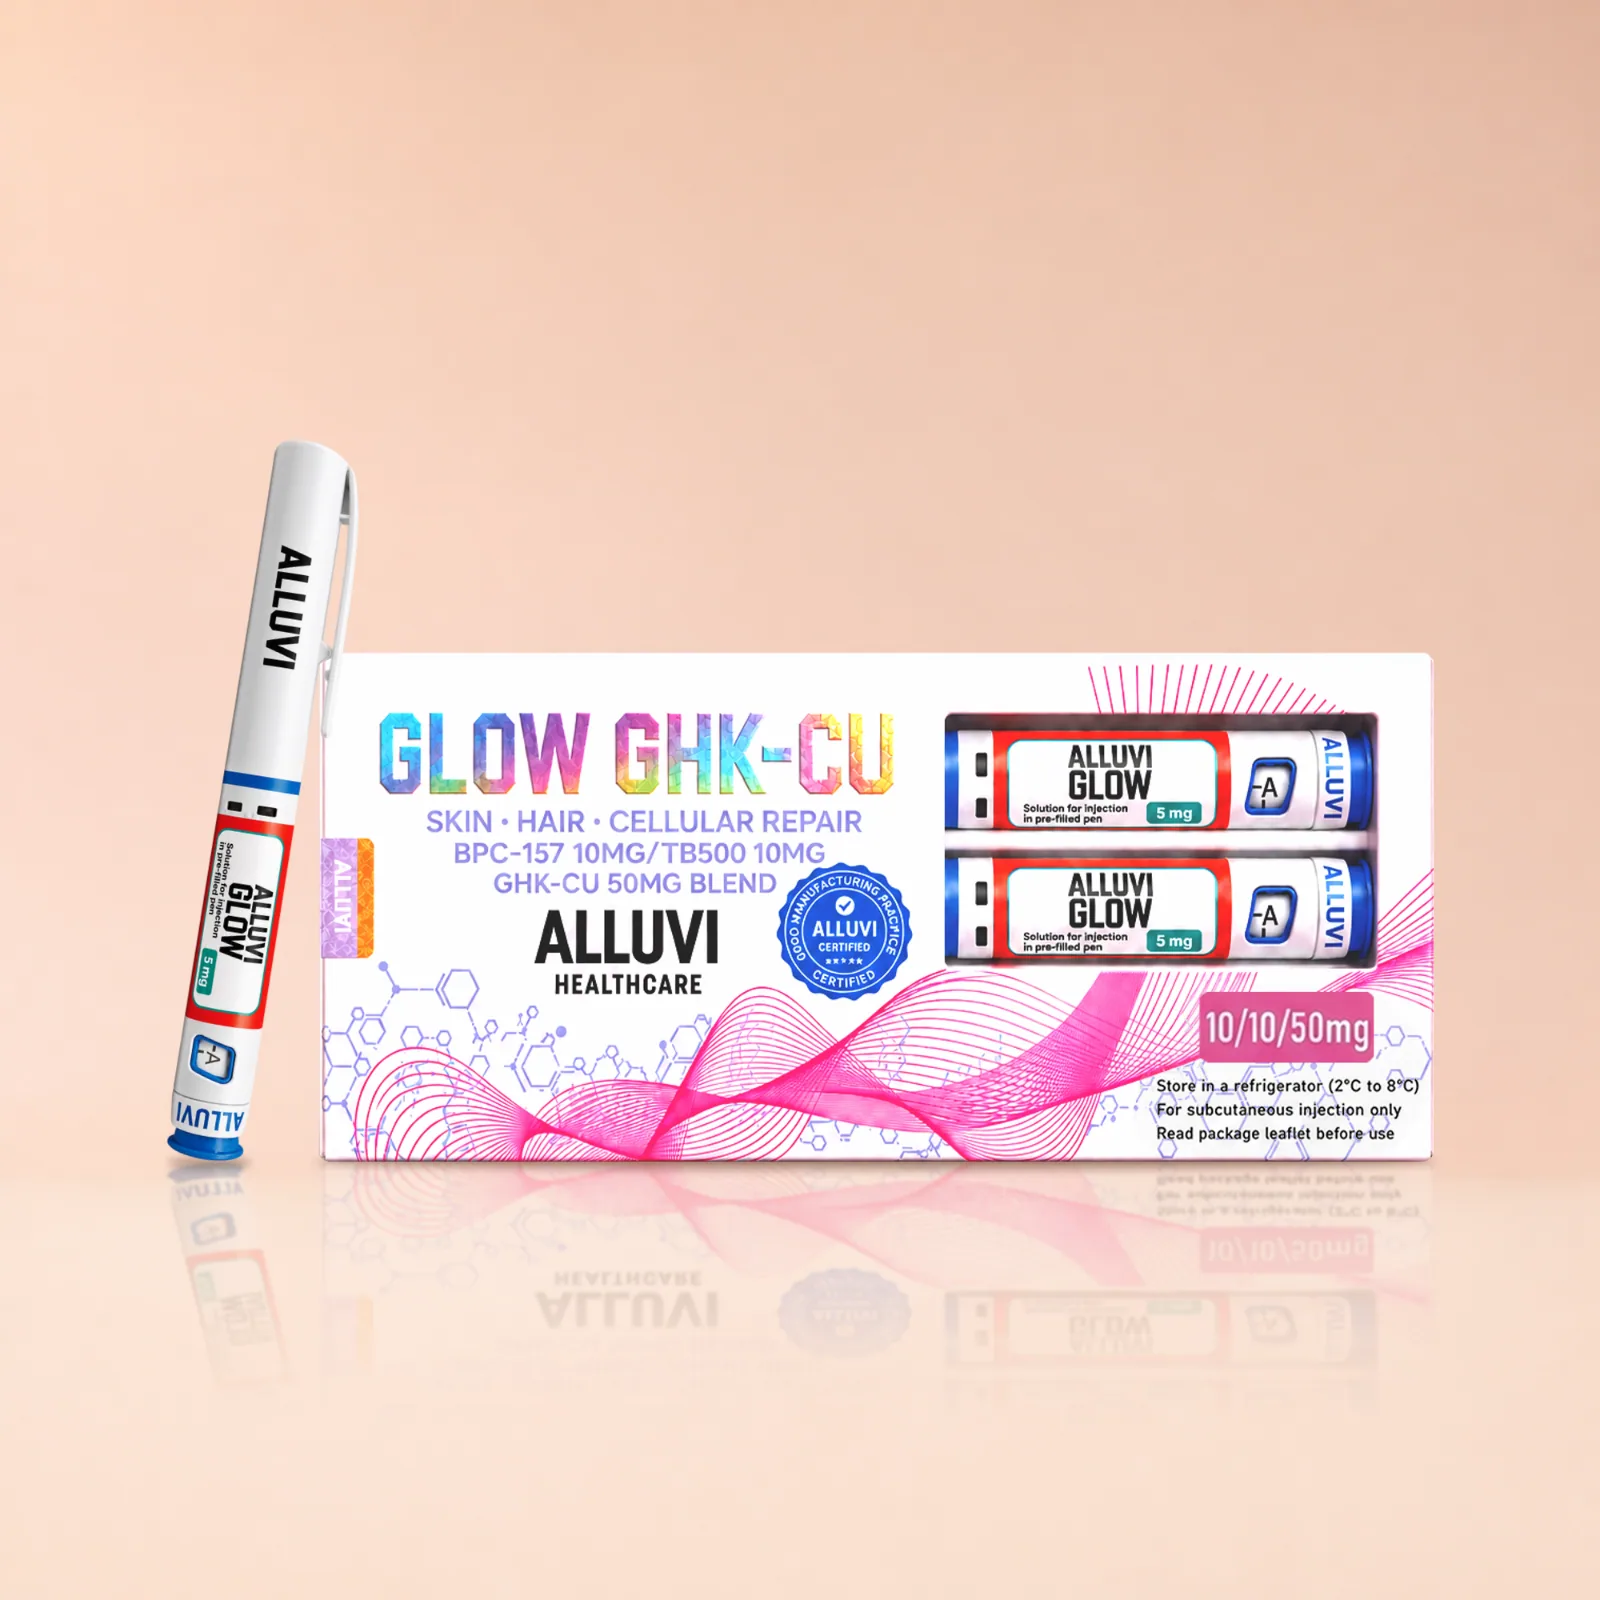 ALLUVI
ALLUVI
GLOW
Solution for injection
in pre-filled pen
5 mg
-A-
ALLUVI
GLOW GHK-CU
SKIN • HAIR • CELLULAR REPAIR
BPC-157 10MG/TB500 10MG
GHK-CU 50MG BLEND
ALLUVI
HEALTHCARE
ALLUVI
ALLUVI
CERTIFIED
CERTIFIED
ALLUVI
GLOW
Solution for injection
in pre-filled pen
5 mg
-A-
ALLUVI
ALLUVI
GLOW
Solution for injection
in pre-filled pen
5 mg
-A-
ALLUVI
10/10/50mg
Store in a refrigerator (2°C to 8°C)
For subcutaneous injection only
Read package leaflet before use